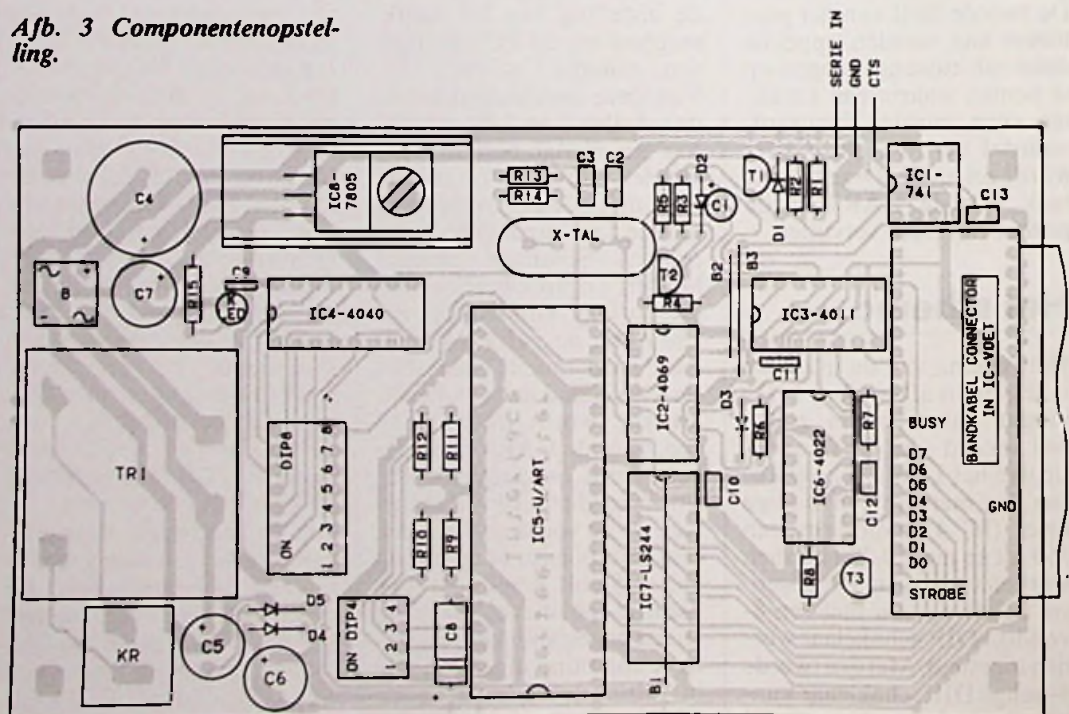 Afb. 3 Componentenopstel-
ling.
SERIE IN
GND
CTS
C4
IC8-
7805
R13
R14
C3
C2
R5
R3
D2
C1
T1
D1
R2
R1
IC1-
741
C13
B
C7
R15
LED
X-TAL
T2
R4
B2
B3
IC4-4040
IC3-4011
C11
TR1
DIP8
ON
1 2 3 4 5 6 7 8
R12
R11
R10
R9
IC5-U/ART
IC2-4069
D3
R6
IC6-4022
R7
C12
C10
IC7-LS244
B1
R8
T3
BUSY
D7
D6
D5
D4
D3
D2
D1
D0
STROBE
GND
BANDKABEL CONNECTOR
IN IC-VOET
KR
C5
C6
D5
D4
ON DIP4
1 2 3 4